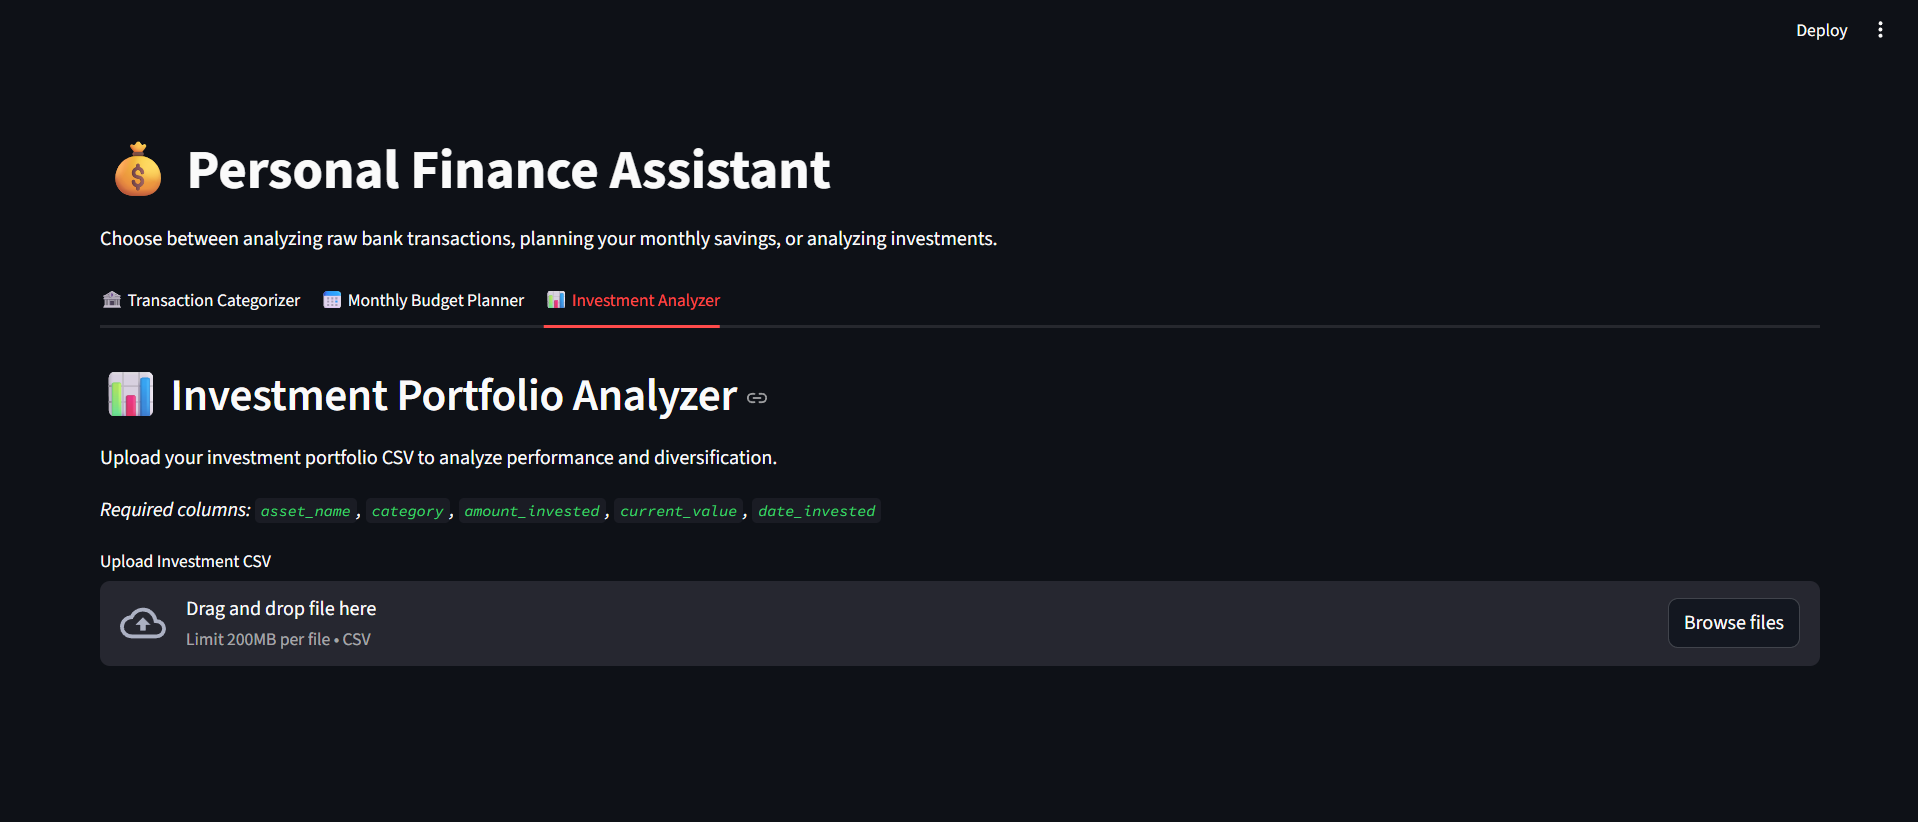 Deploy
Personal Finance Assistant
Choose between analyzing raw bank transactions, planning your monthly savings, or analyzing investments.
Transaction Categorizer Monthly Budget Planner Investment Analyzer
Investment Portfolio Analyzer
Upload your investment portfolio CSV to analyze performance and diversification.
Required columns: asset_name, category, amount_invested, current_value, date_invested
Upload Investment CSV
Drag and drop file here
Limit 200MB per file • CSV
Browse files